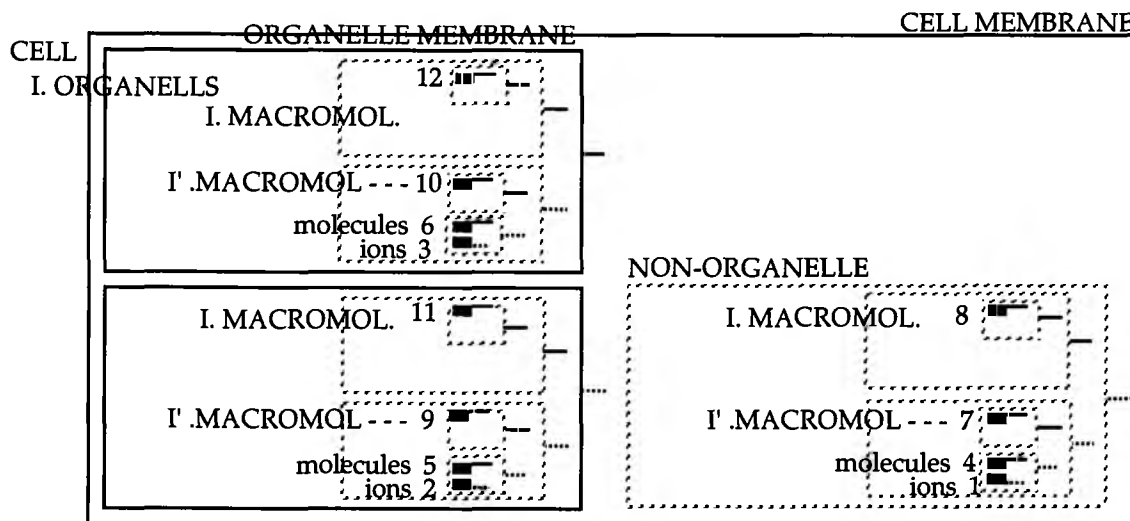 CELL MEMBRANE
ORGANELLE MEMBRANE
CELL
I. ORGANELLS
12
I. MACROMOL.
I' .MACROMOL - - - 10
molecules 6
ions 3
NON-ORGANELLE
I. MACROMOL. 11
I. MACROMOL. 8
I' .MACROMOL - - - 9
I' .MACROMOL - - - 7
molecules 5
ions 2
molecules 4
ions 1